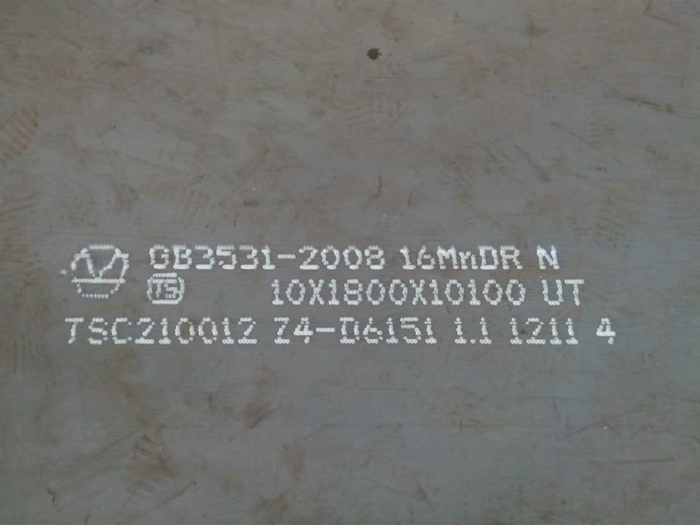 GB3531-2008 16MnDR N
TS 10X1800X10100 UT
TSC210012 Z4-D6151 1.1 1211 4